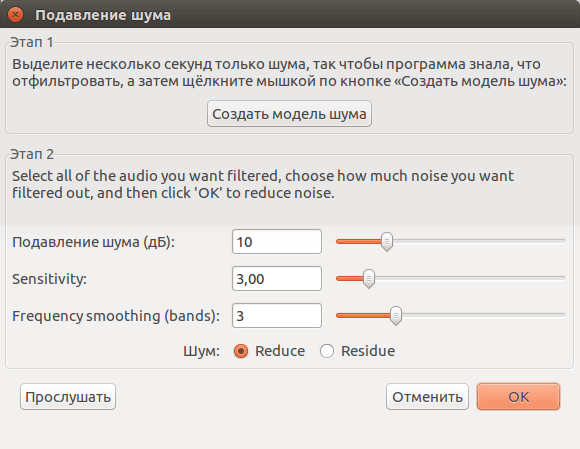 Подавление шума
Этап 1
Выделите несколько секунд только шума, так чтобы программа знала, что
отфильтровать, а затем щёлкните мышкой по кнопке «Создать модель шума»:
Создать модель шума
Этап 2
Select all of the audio you want filtered, choose how much noise you want
filtered out, and then click 'OK' to reduce noise.
Подавление шума (дБ): 10
Sensitivity: 3,00
Frequency smoothing (bands): 3
Шум: Reduce Residue
Прослушать Отменить OK